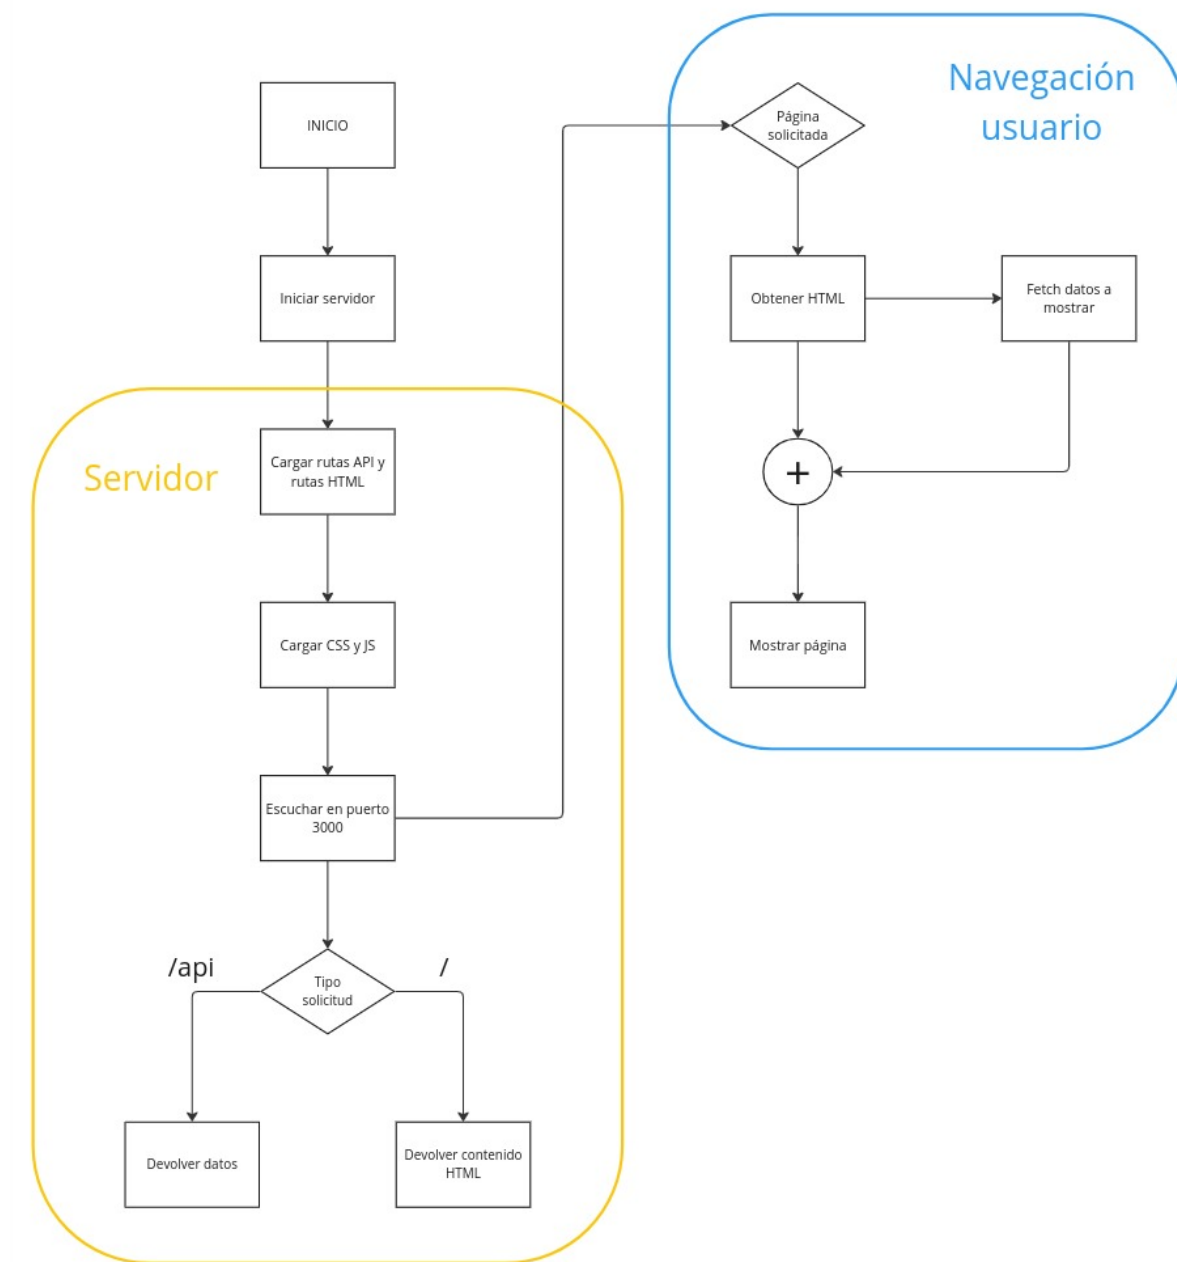 INICIO
Iniciar servidor
Servidor
Cargar rutas API y
rutas HTML
Cargar CSS y JS
Escuchar en puerto
3000
/api
Tipo
solicitud
/
Devolver datos
Devolver contenido
HTML
Navegación
usuario
Página
solicitada
Obtener HTML
Fetch datos a
mostrar
+
Mostrar página